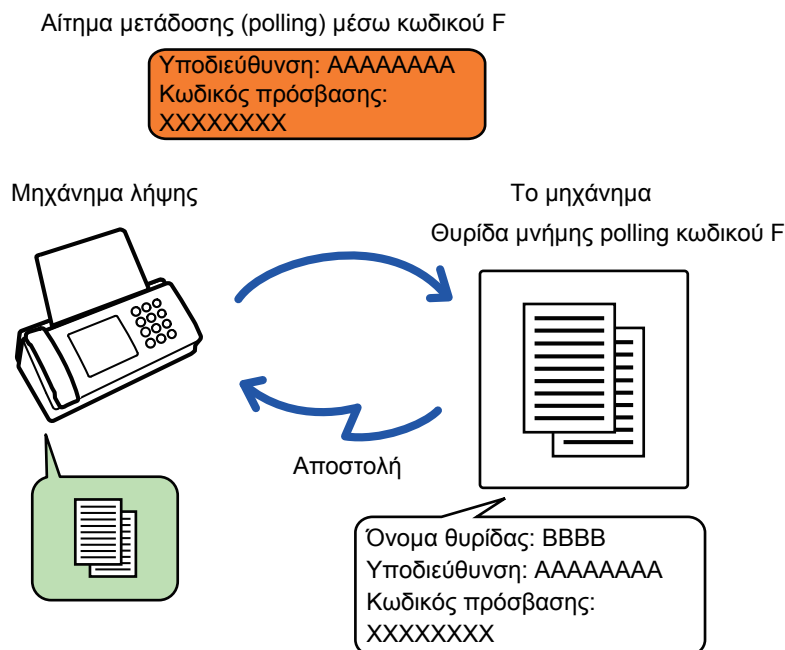 Αίτημα μετάδοσης (polling) μέσω κωδικού F
Υποδιεύθυνση: AAAAAAAA
Κωδικός πρόσβασης:
XXXXXXXX
Μηχάνημα λήψης
Το μηχάνημα
Θυρίδα μνήμης polling κωδικού F
Αποστολή
Όνομα θυρίδας: BBBB
Υποδιεύθυνση: AAAAAAAA
Κωδικός πρόσβασης:
XXXXXXXX